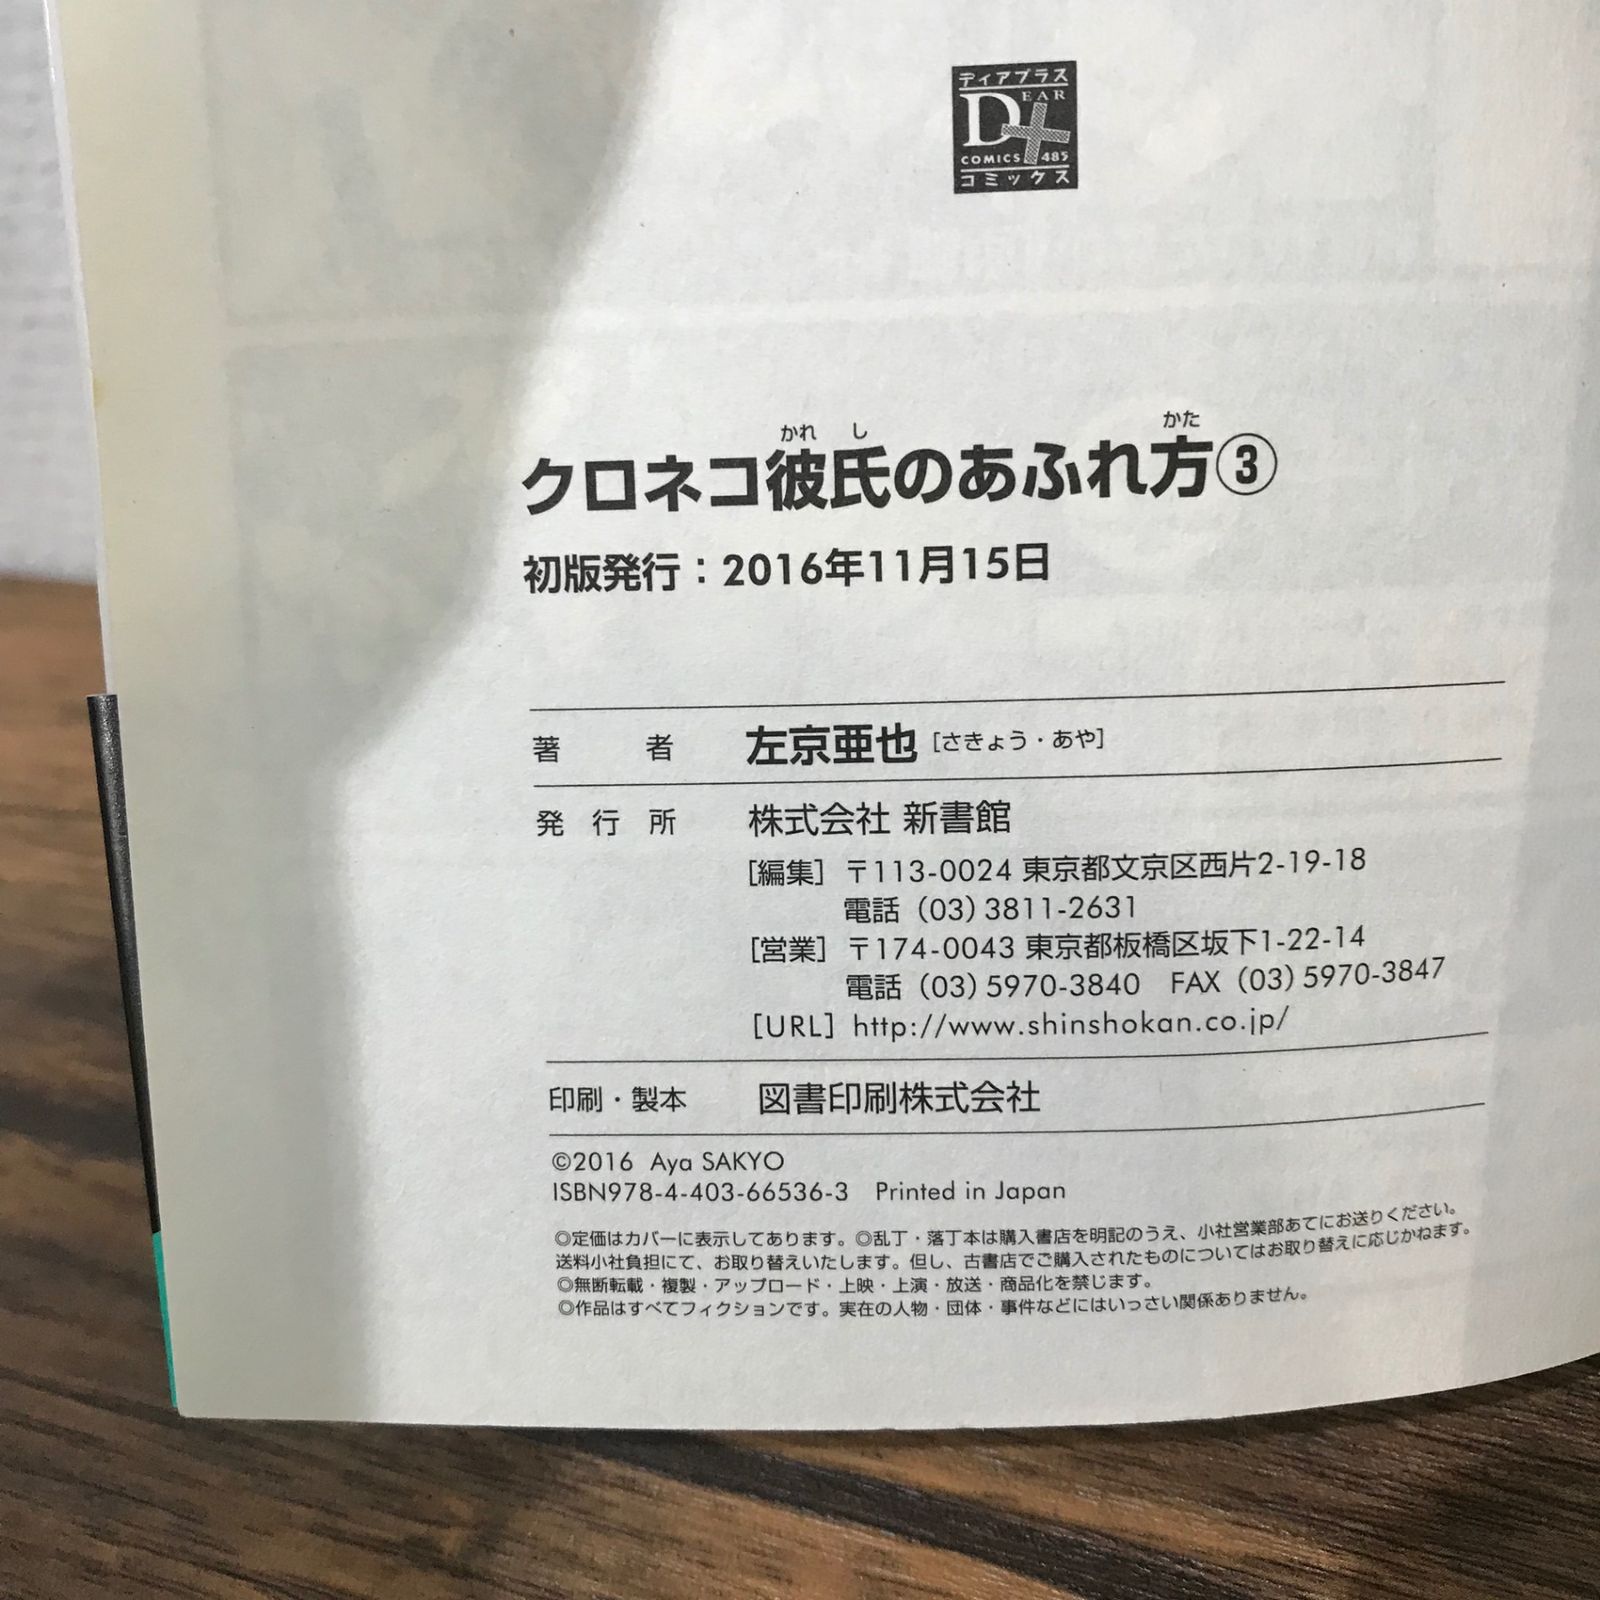 ディアプラス
DEAR+
COMICS 485
コミックス
かれ し かた
クロネコ彼氏のあふれ方③
初版発行：2016年11月15日
著者 左京亜也［さきょう・あや］
発行所 株式会社 新書館
［編集］〒113-0024 東京都文京区西片2-19-18
電話（03）3811-2631
［営業］〒174-0043 東京都板橋区坂下1-22-14
電話（03）5970-3840 FAX（03）5970-3847
［URL］http://www.shinshokan.co.jp/
印刷・製本 図書印刷株式会社
©2016 Aya SAKYO
ISBN978-4-403-66536-3 Printed in Japan
◎定価はカバーに表示してあります。◎乱丁・落丁本は購入書店を明記のうえ、小社営業部あてにお送りください。
送料小社負担にて、お取り替えいたします。但し、古書店でご購入されたものについてはお取り替えに応じかねます。
◎無断転載・複製・アップロード・上映・上演・放送・商品化を禁じます。
◎作品はすべてフィクションです。実在の人物・団体・事件などにはいっさい関係ありません。